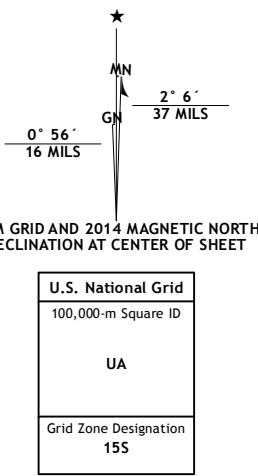 ★
MN
2° 6´
37 MILS
GN
0° 56´
16 MILS
M GRID AND 2014 MAGNETIC NORTH
ECLINATION AT CENTER OF SHEET
U.S. National Grid
100,000-m Square ID
UA
Grid Zone Designation
15S